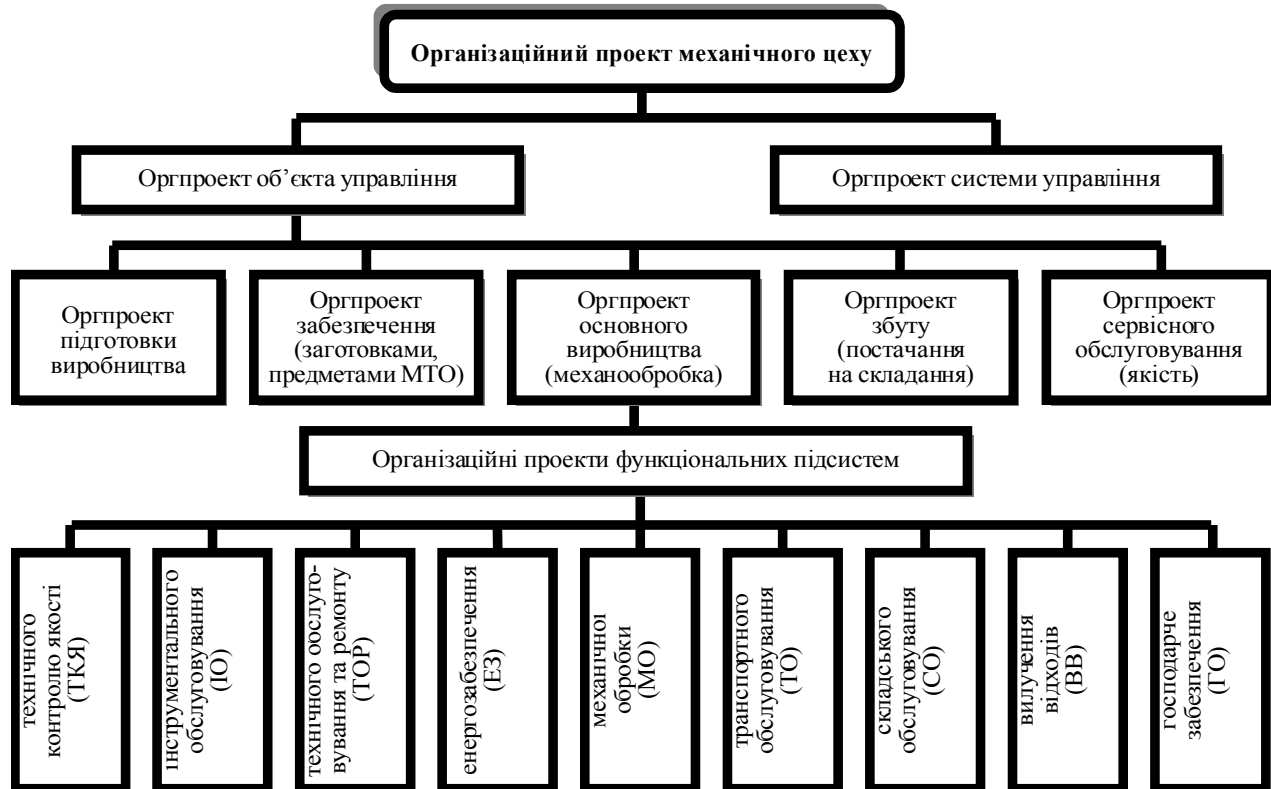 Організаційний проект механічного цеху
Оргпроект об’єкта управління
Оргпроект системи управління
Оргпроект
підготовки
виробництва
Оргпроект
забезпечення
(заготовками,
предметами МТО)
Оргпроект
основного
виробництва
(механообробка)
Оргпроект
збуту
(постачання
на складання)
Оргпроект
сервісного
обслуговування
(якість)
Організаційні проекти функціональних підсистем
технічного
контролю якості
(ТКЯ)
інструментального
обслуговування
(ІО)
технічного обслуго-
вування та ремонту
(ТОР)
енергозабезпечення
(ЕЗ)
механічної
обробки
(МО)
транспортного
обслуговування
(ТО)
складського
обслуговування
(СО)
вилучення
відходів
(ВВ)
господарче
забезпечення
(ГО)